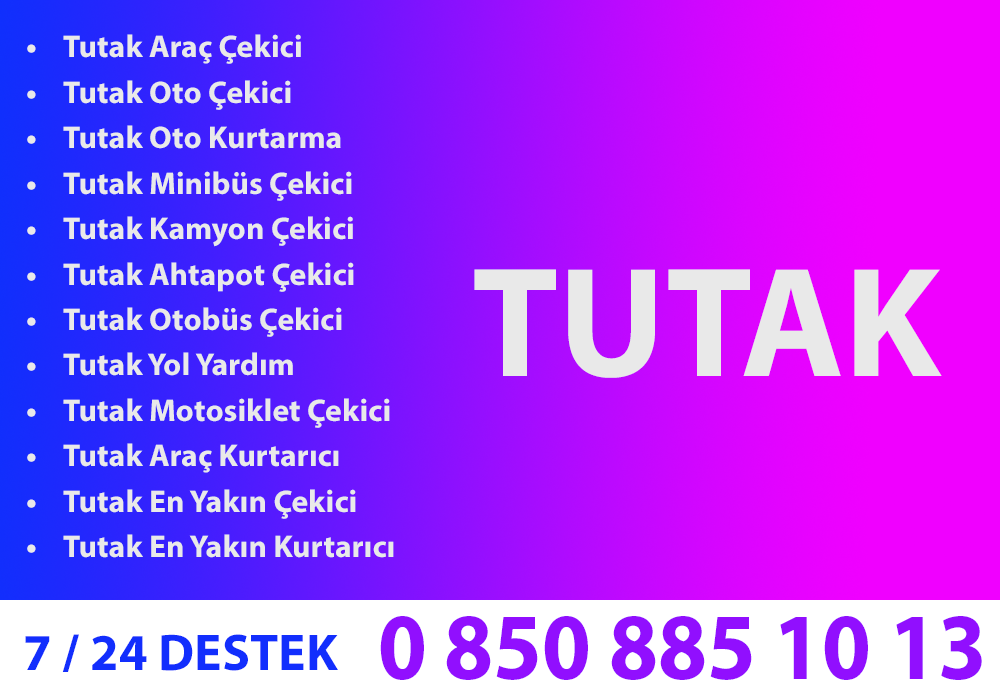 • Tutak Araç Çekici
• Tutak Oto Çekici
• Tutak Oto Kurtarma
• Tutak Minibüs Çekici
• Tutak Kamyon Çekici
• Tutak Ahtapot Çekici
• Tutak Otobüs Çekici
• Tutak Yol Yardım
• Tutak Motosiklet Çekici
• Tutak Araç Kurtarıcı
• Tutak En Yakın Çekici
• Tutak En Yakın Kurtarıcı
TUTAK
7 / 24 DESTEK 0 850 885 10 13